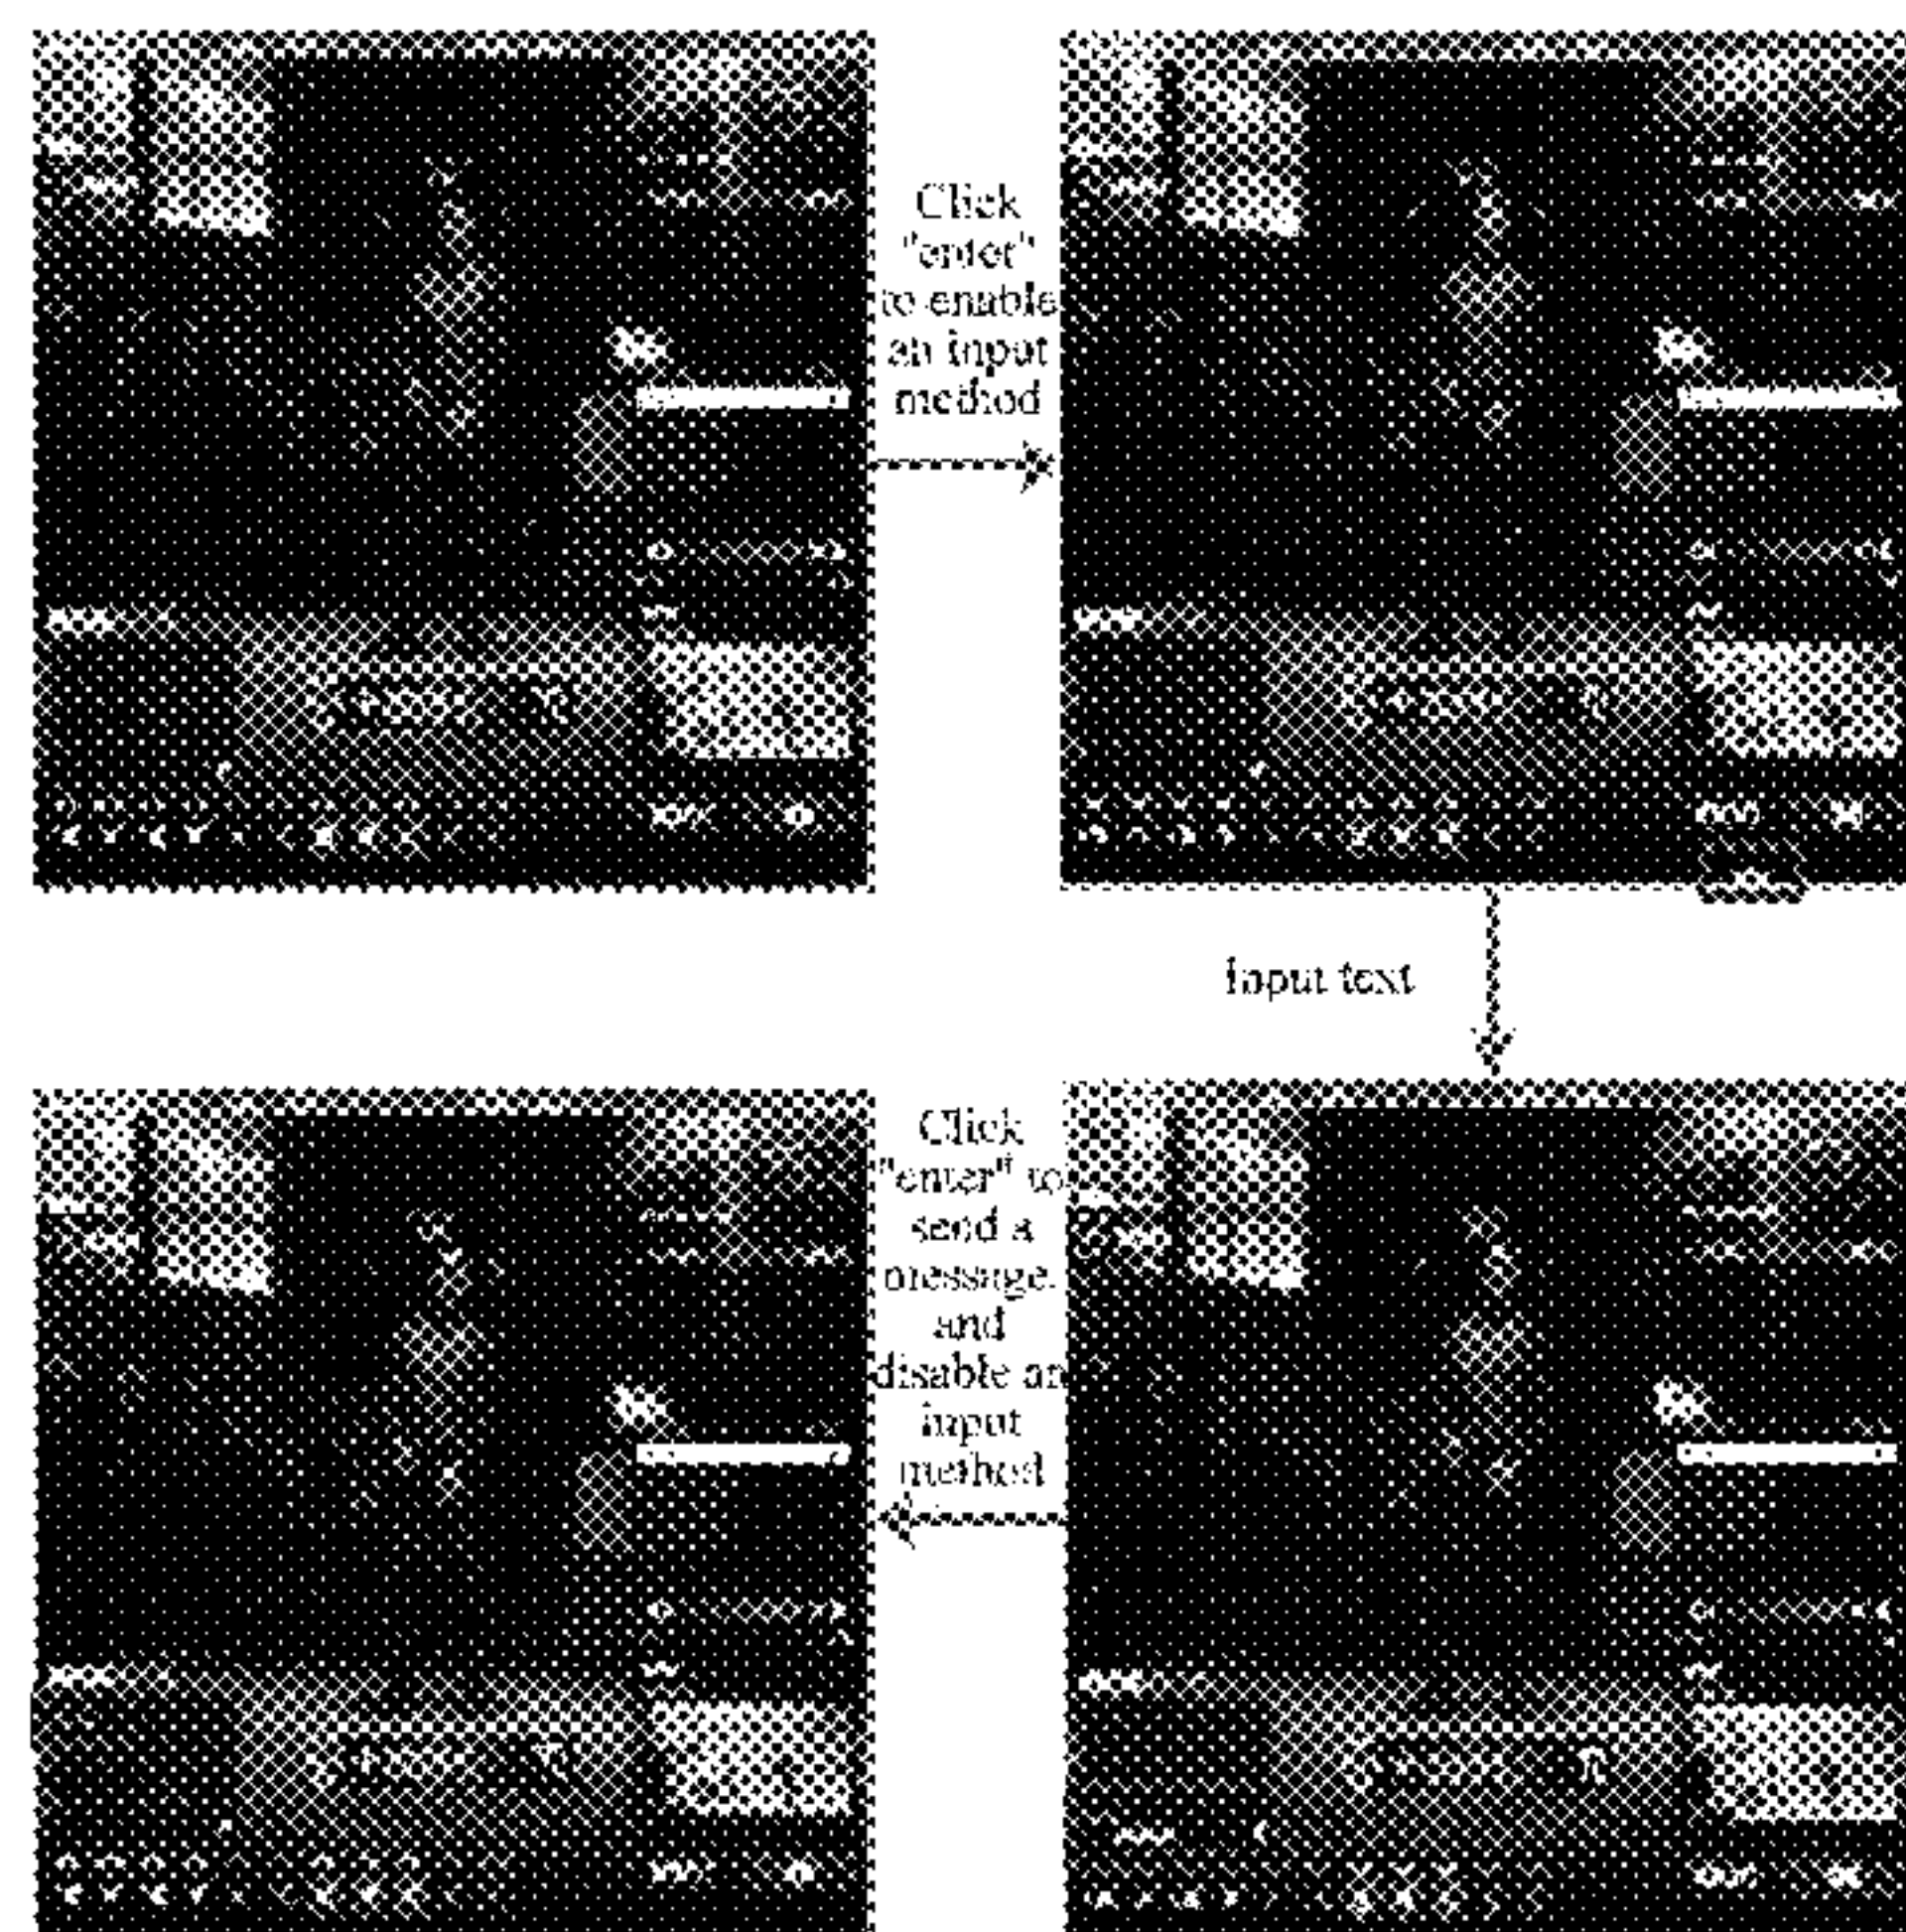 Click
"enter"
to enable
an input
method
Input text
Click
"enter" to
send a
message
and
disable an
input
method